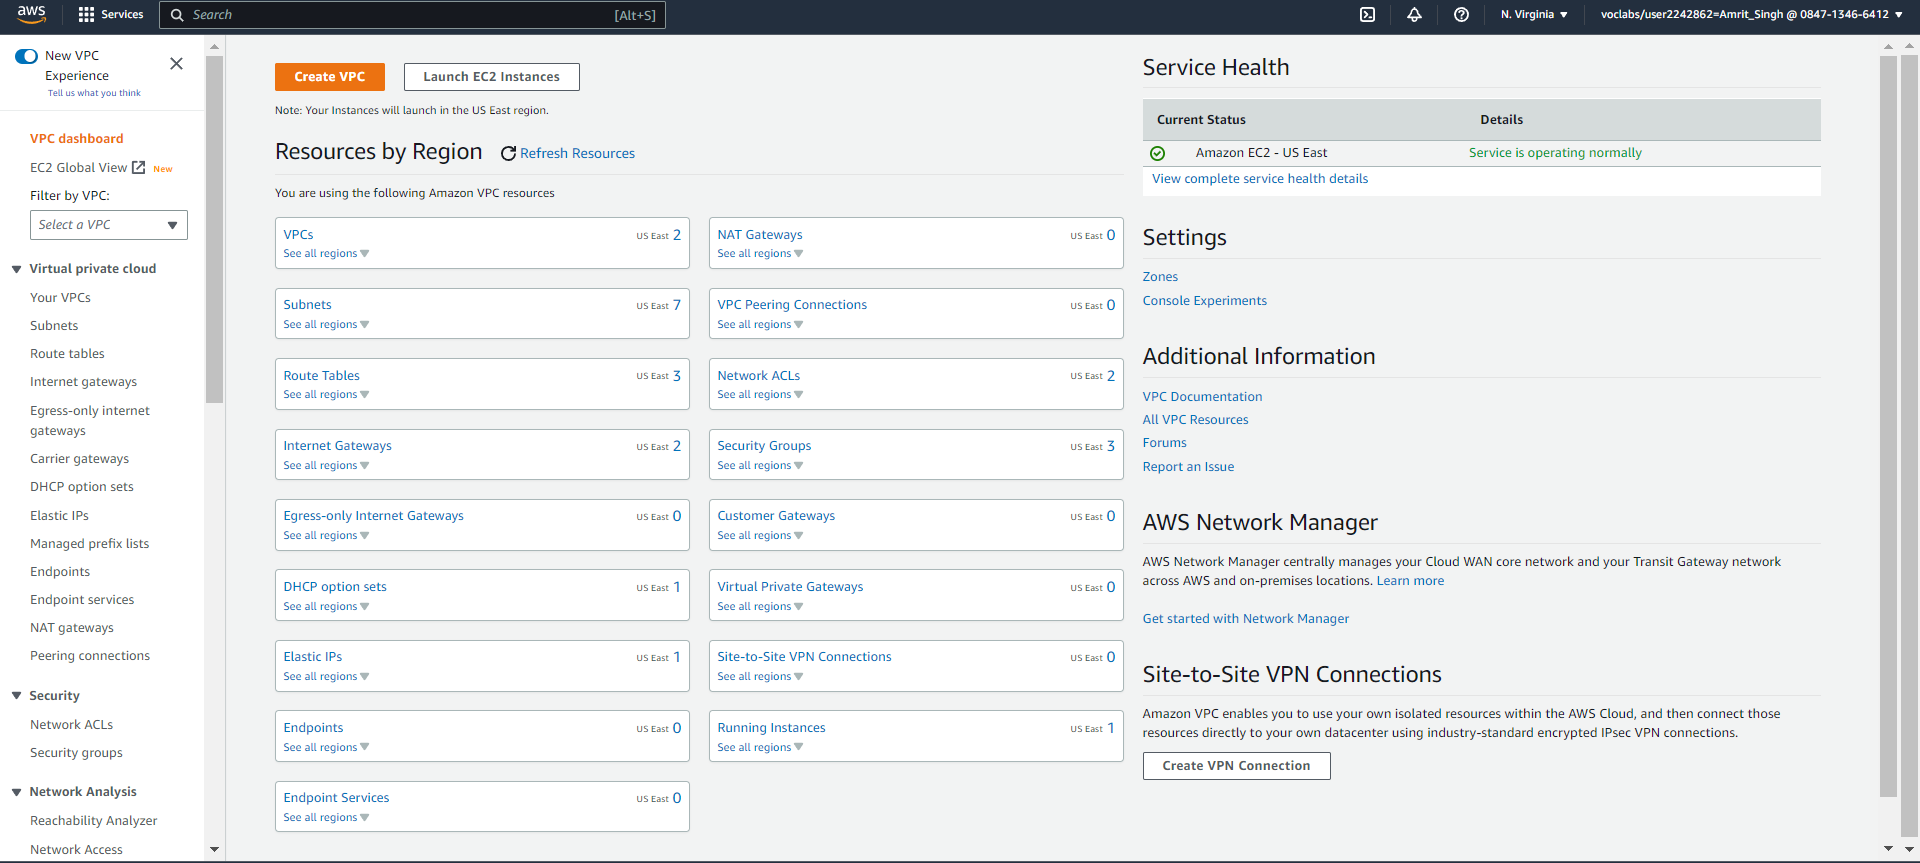 aws
Services
Search
[Alt+S]
N. Virginia
voclabs/user2242862=Amrit_Singh @ 0847-1346-6412
New VPC
Experience
Tell us what you think
VPC dashboard
EC2 Global View New
Filter by VPC:
Select a VPC
Virtual private cloud
Your VPCs
Subnets
Route tables
Internet gateways
Egress-only internet
gateways
Carrier gateways
DHCP option sets
Elastic IPs
Managed prefix lists
Endpoints
Endpoint services
NAT gateways
Peering connections
Security
Network ACLs
Security groups
Network Analysis
Reachability Analyzer
Network Access
Create VPC
Launch EC2 Instances
Note: Your Instances will launch in the US East region.
Resources by Region
Refresh Resources
You are using the following Amazon VPC resources
VPCs US East 2
See all regions
NAT Gateways US East 0
See all regions
Subnets US East 7
See all regions
VPC Peering Connections US East 0
See all regions
Route Tables US East 3
See all regions
Network ACLs US East 2
See all regions
Internet Gateways US East 2
See all regions
Security Groups US East 3
See all regions
Egress-only Internet Gateways US East 0
See all regions
Customer Gateways US East 0
See all regions
DHCP option sets US East 1
See all regions
Virtual Private Gateways US East 0
See all regions
Elastic IPs US East 1
See all regions
Site-to-Site VPN Connections US East 0
See all regions
Endpoints US East 0
See all regions
Running Instances US East 1
See all regions
Endpoint Services US East 0
See all regions
Service Health
Current Status Details
Amazon EC2 - US East Service is operating normally
View complete service health details
Settings
Zones
Console Experiments
Additional Information
VPC Documentation
All VPC Resources
Forums
Report an Issue
AWS Network Manager
AWS Network Manager centrally manages your Cloud WAN core network and your Transit Gateway network
across AWS and on-premises locations. Learn more
Get started with Network Manager
Site-to-Site VPN Connections
Amazon VPC enables you to use your own isolated resources within the AWS Cloud, and then connect those
resources directly to your own datacenter using industry-standard encrypted IPsec VPN connections.
Create VPN Connection